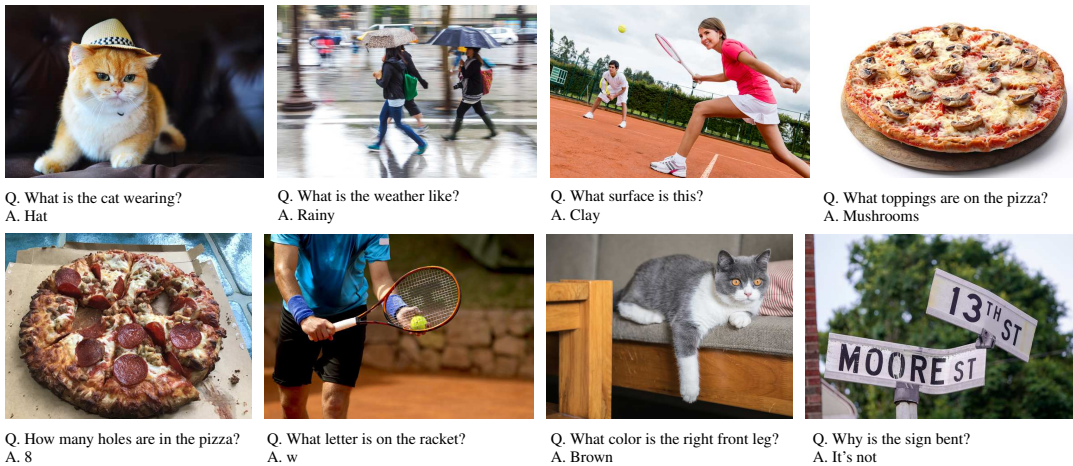 Q. What is the cat wearing?
A. Hat
Q. What is the weather like?
A. Rainy
Q. What surface is this?
A. Clay
Q. What toppings are on the pizza?
A. Mushrooms
13TH ST
MOORE ST
Q. How many holes are in the pizza?
A. 8
Q. What letter is on the racket?
A. w
Q. What color is the right front leg?
A. Brown
Q. Why is the sign bent?
A. It's not